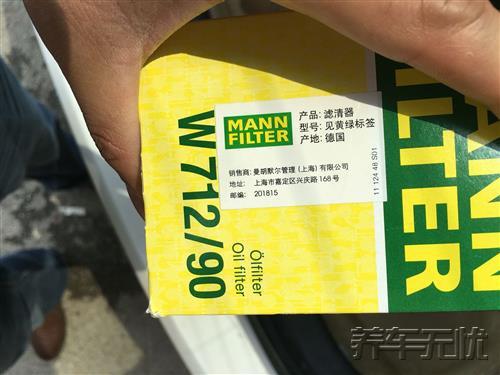 MANN
FILTER
产品: 滤清器
型号: 见黄绿标签
产地: 德国
销售商: 曼胡默尔管理 (上海) 有限公司
地址: 上海市嘉定区兴庆路168号
邮编: 201815
11 124 48 S01
W 712/90
Ölfilter
Oil filter
MANN
FILTER
养车无忧